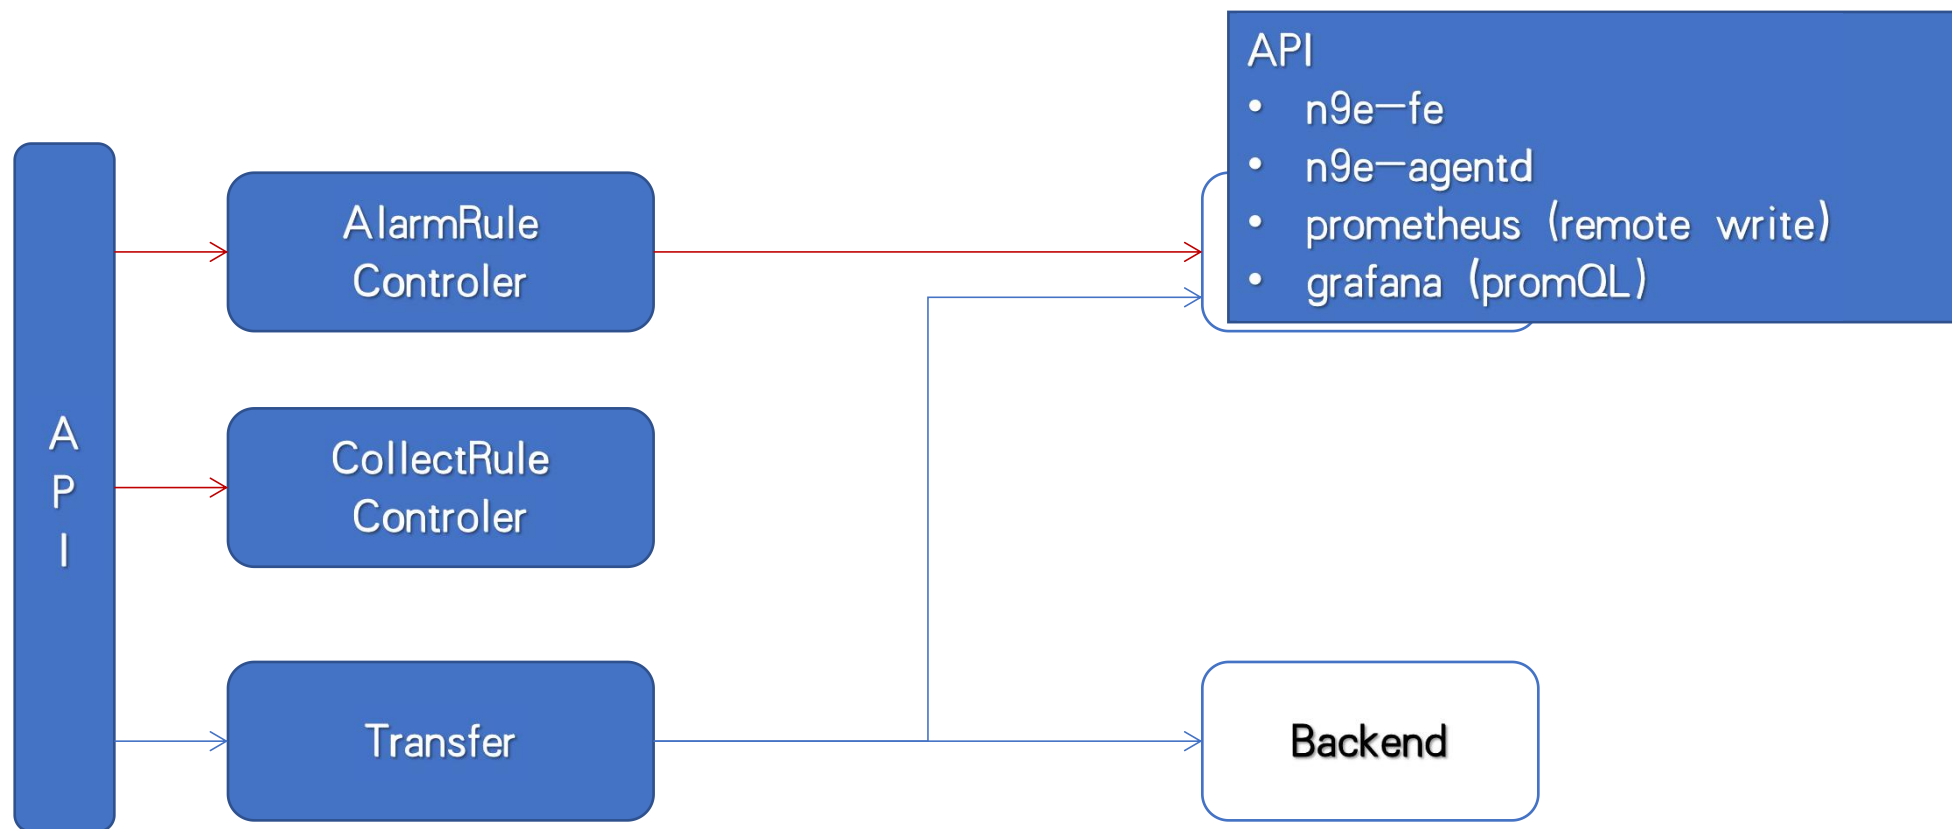 API
• n9e-fe
• n9e-agentd
• prometheus (remote write)
• grafana (promQL)
A
P
I
AlarmRule
Controler
CollectRule
Controler
Transfer
Backend